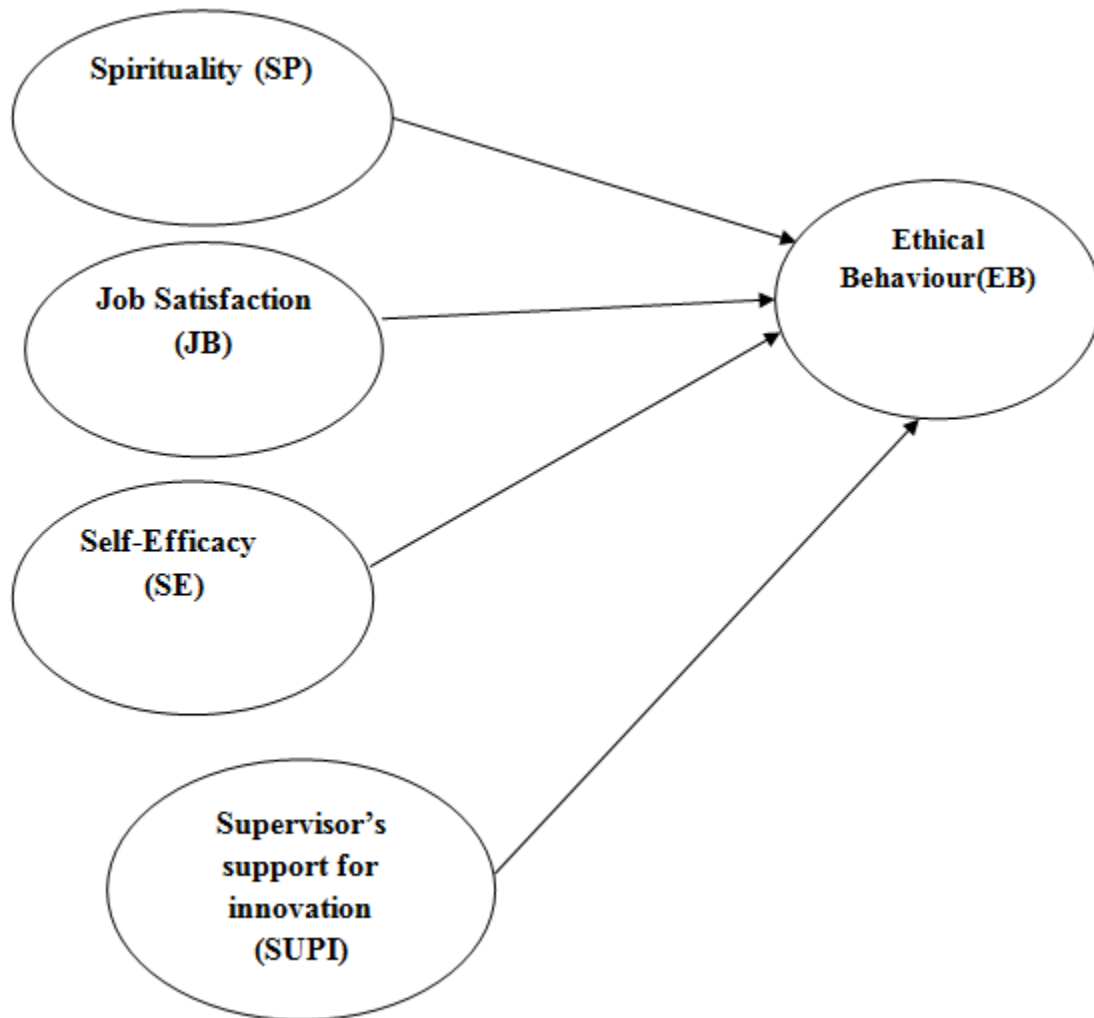 Spirituality (SP)
Job Satisfaction
(JB)
Self-Efficacy
(SE)
Supervisor’s
support for
innovation
(SUPI)
Ethical
Behaviour(EB)